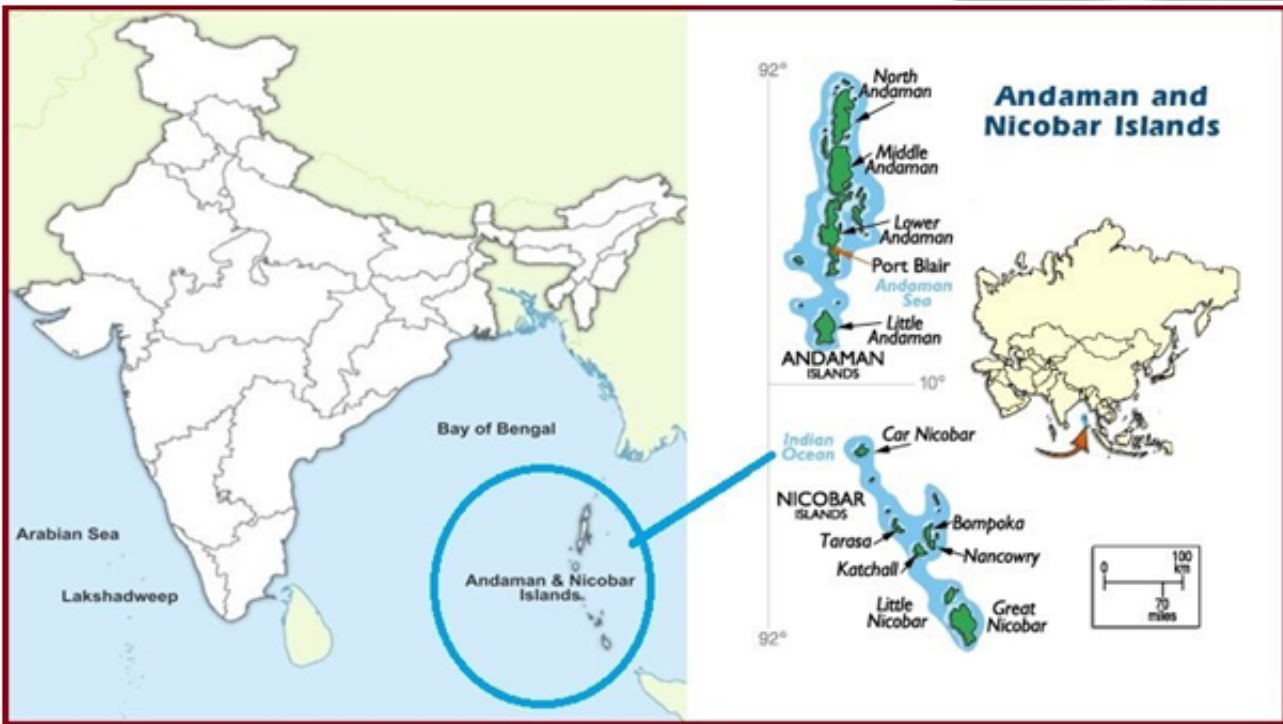 Bay of Bengal
Arabian Sea
Lakshadweep
Andaman & Nicobar
Islands
Andaman and
Nicobar Islands
92°
North
Andaman
Middle
Andaman
Lower
Andaman
Port Blair
Andaman
Sea
Little
Andaman
ANDAMAN
ISLANDS
10°
Indian
Ocean
Car Nicobar
NICOBAR
ISLANDS
Tarasa
Bompoka
Nancowry
Katchall
Little
Nicobar
Great
Nicobar
92°
0
100
km
70
miles